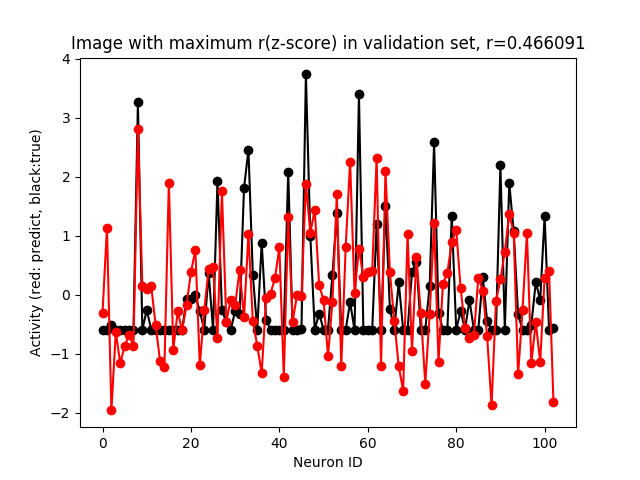 Image with maximum r(z-score) in validation set, r=0.466091
Activity (red: predict, black:true)
4
3
2
1
0
−1
−2
0 20 40 60 80 100
Neuron ID